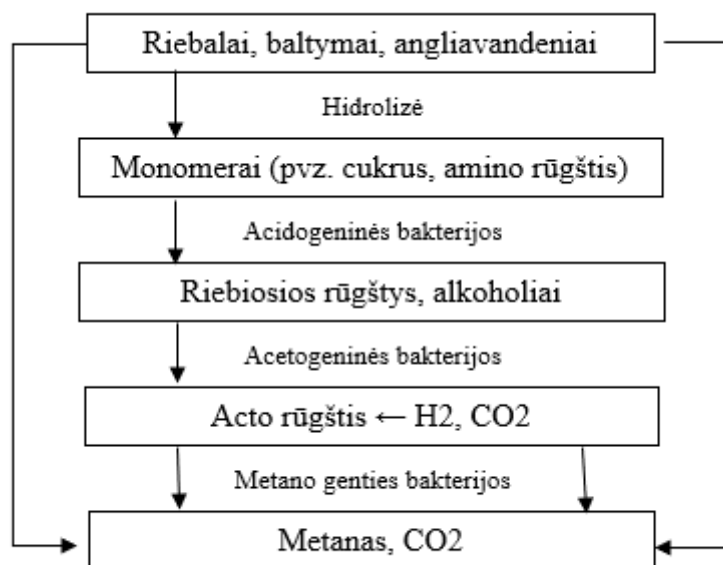 Riebalai, baltymai, angliavandeniai
Hidrolizė
Monomerai (pvz. cukrus, amino rūgštis)
Acidogeninės bakterijos
Riebiosios rūgštys, alkoholiai
Acetogeninės bakterijos
Acto rūgštis ← H2, CO2
Metano genties bakterijos
Metanas, CO2